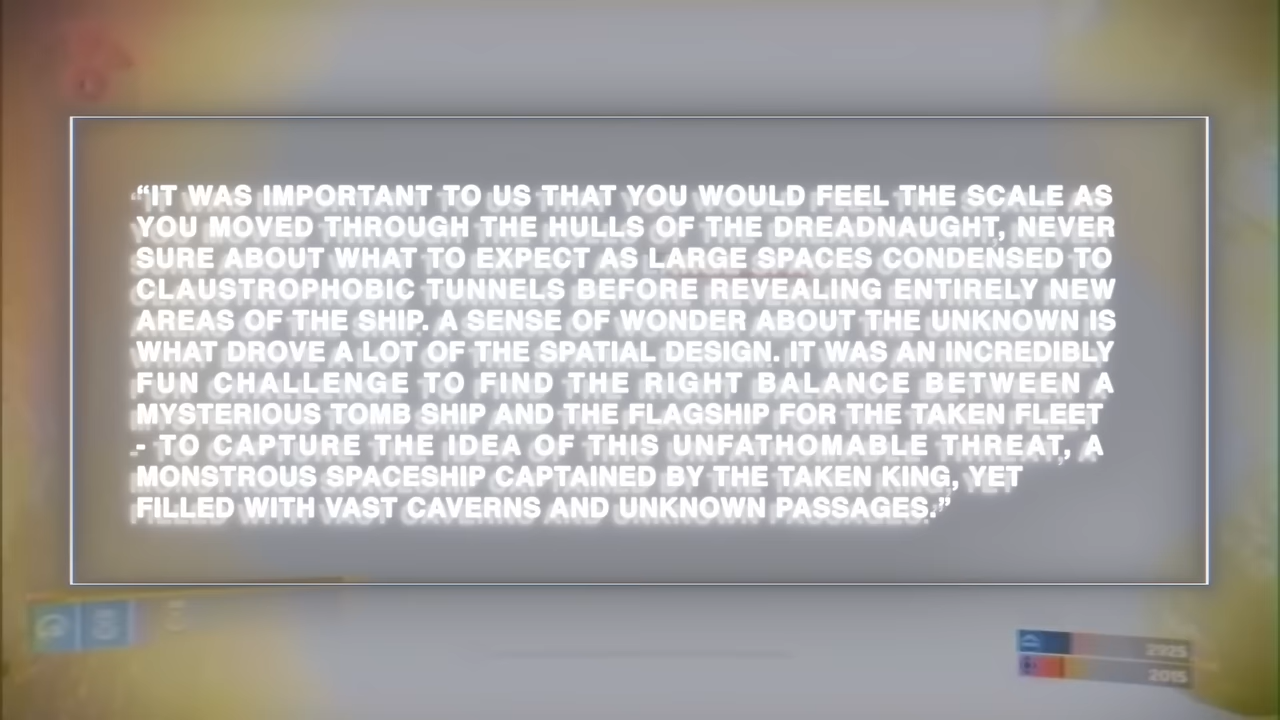 “IT WAS IMPORTANT TO US THAT YOU WOULD FEEL THE SCALE AS
YOU MOVED THROUGH THE HULLS OF THE DREADNAUGHT, NEVER
SURE ABOUT WHAT TO EXPECT AS LARGE SPACES CONDENSED TO
CLAUSTROPHOBIC TUNNELS BEFORE REVEALING ENTIRELY NEW
AREAS OF THE SHIP. A SENSE OF WONDER ABOUT THE UNKNOWN IS
WHAT DROVE A LOT OF THE SPATIAL DESIGN. IT WAS AN INCREDIBLY
FUN CHALLENGE TO FIND THE RIGHT BALANCE BETWEEN A
MYSTERIOUS TOMB SHIP AND THE FLAGSHIP FOR THE TAKEN FLEET
- TO CAPTURE THE IDEA OF THIS UNFATHOMABLE THREAT, A
MONSTROUS SPACESHIP CAPTAINED BY THE TAKEN KING, YET
FILLED WITH VAST CAVERNS AND UNKNOWN PASSAGES.”
2925
2015